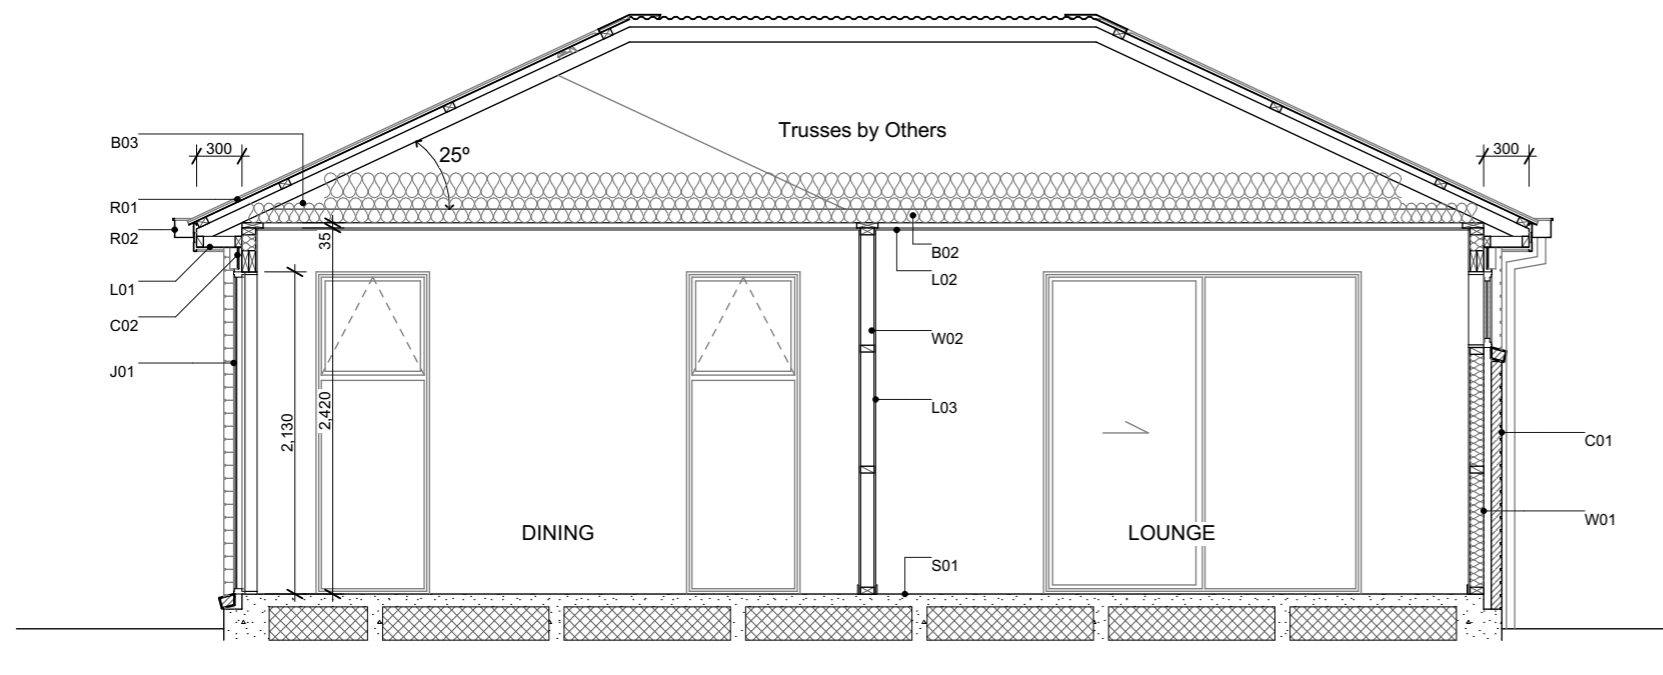 Trusses by Others
B03
300
25º
300
R01
R02
35
B02
L01
L02
C02
W02
J01
2,130
2,420
L03
C01
DINING
LOUNGE
W01
S01